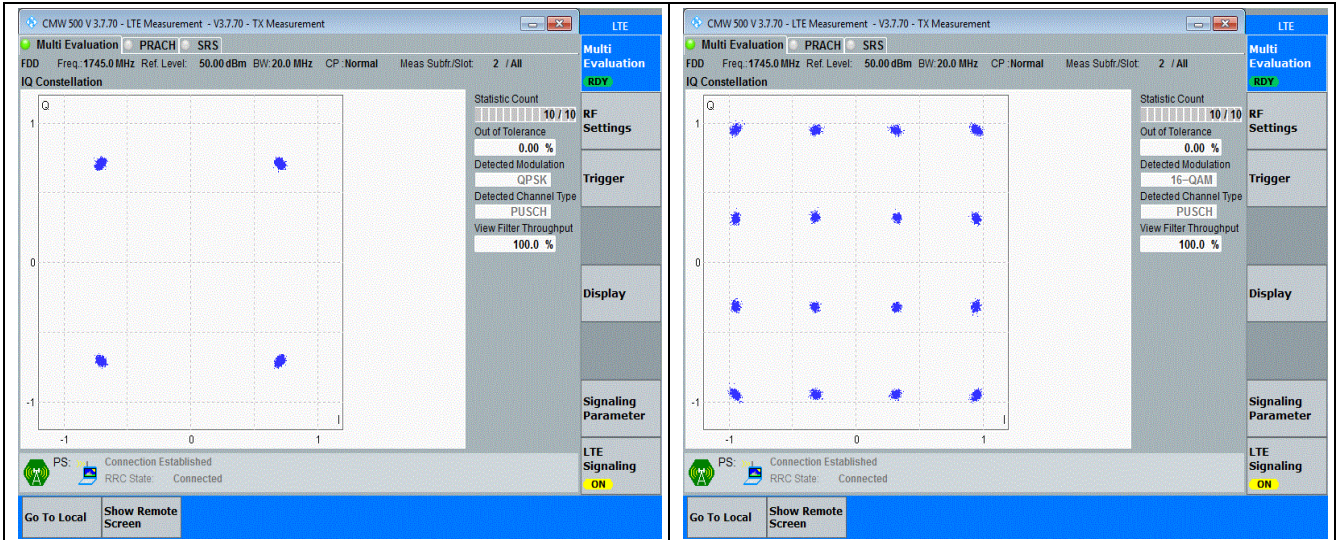 CMW 500 V 3.7.70 - LTE Measurement - V3.7.70 - TX Measurement
LTE
Multi Evaluation PRACH SRS
Multi
Evaluation
RDY
FDD Freq.: 1745.0 MHz Ref. Level: 50.00 dBm BW: 20.0 MHz CP : Normal Meas Subfr./Slot: 2 / All
IQ Constellation
Q
1
0
-1
I
-1 0 1
Statistic Count
10 / 10
Out of Tolerance
0.00 %
Detected Modulation
QPSK
Detected Channel Type
PUSCH
View Filter Throughput
100.0 %
RF
Settings
Trigger
Display
Signaling
Parameter
LTE
Signaling
ON
PS: Connection Established
RRC State: Connected
Go To Local
Show Remote
Screen
CMW 500 V 3.7.70 - LTE Measurement - V3.7.70 - TX Measurement
LTE
Multi Evaluation PRACH SRS
Multi
Evaluation
RDY
FDD Freq.: 1745.0 MHz Ref. Level: 50.00 dBm BW: 20.0 MHz CP : Normal Meas Subfr./Slot: 2 / All
IQ Constellation
Q
1
0
-1
I
-1 0 1
Statistic Count
10 / 10
Out of Tolerance
0.00 %
Detected Modulation
16-QAM
Detected Channel Type
PUSCH
View Filter Throughput
100.0 %
RF
Settings
Trigger
Display
Signaling
Parameter
LTE
Signaling
ON
PS: Connection Established
RRC State: Connected
Go To Local
Show Remote
Screen